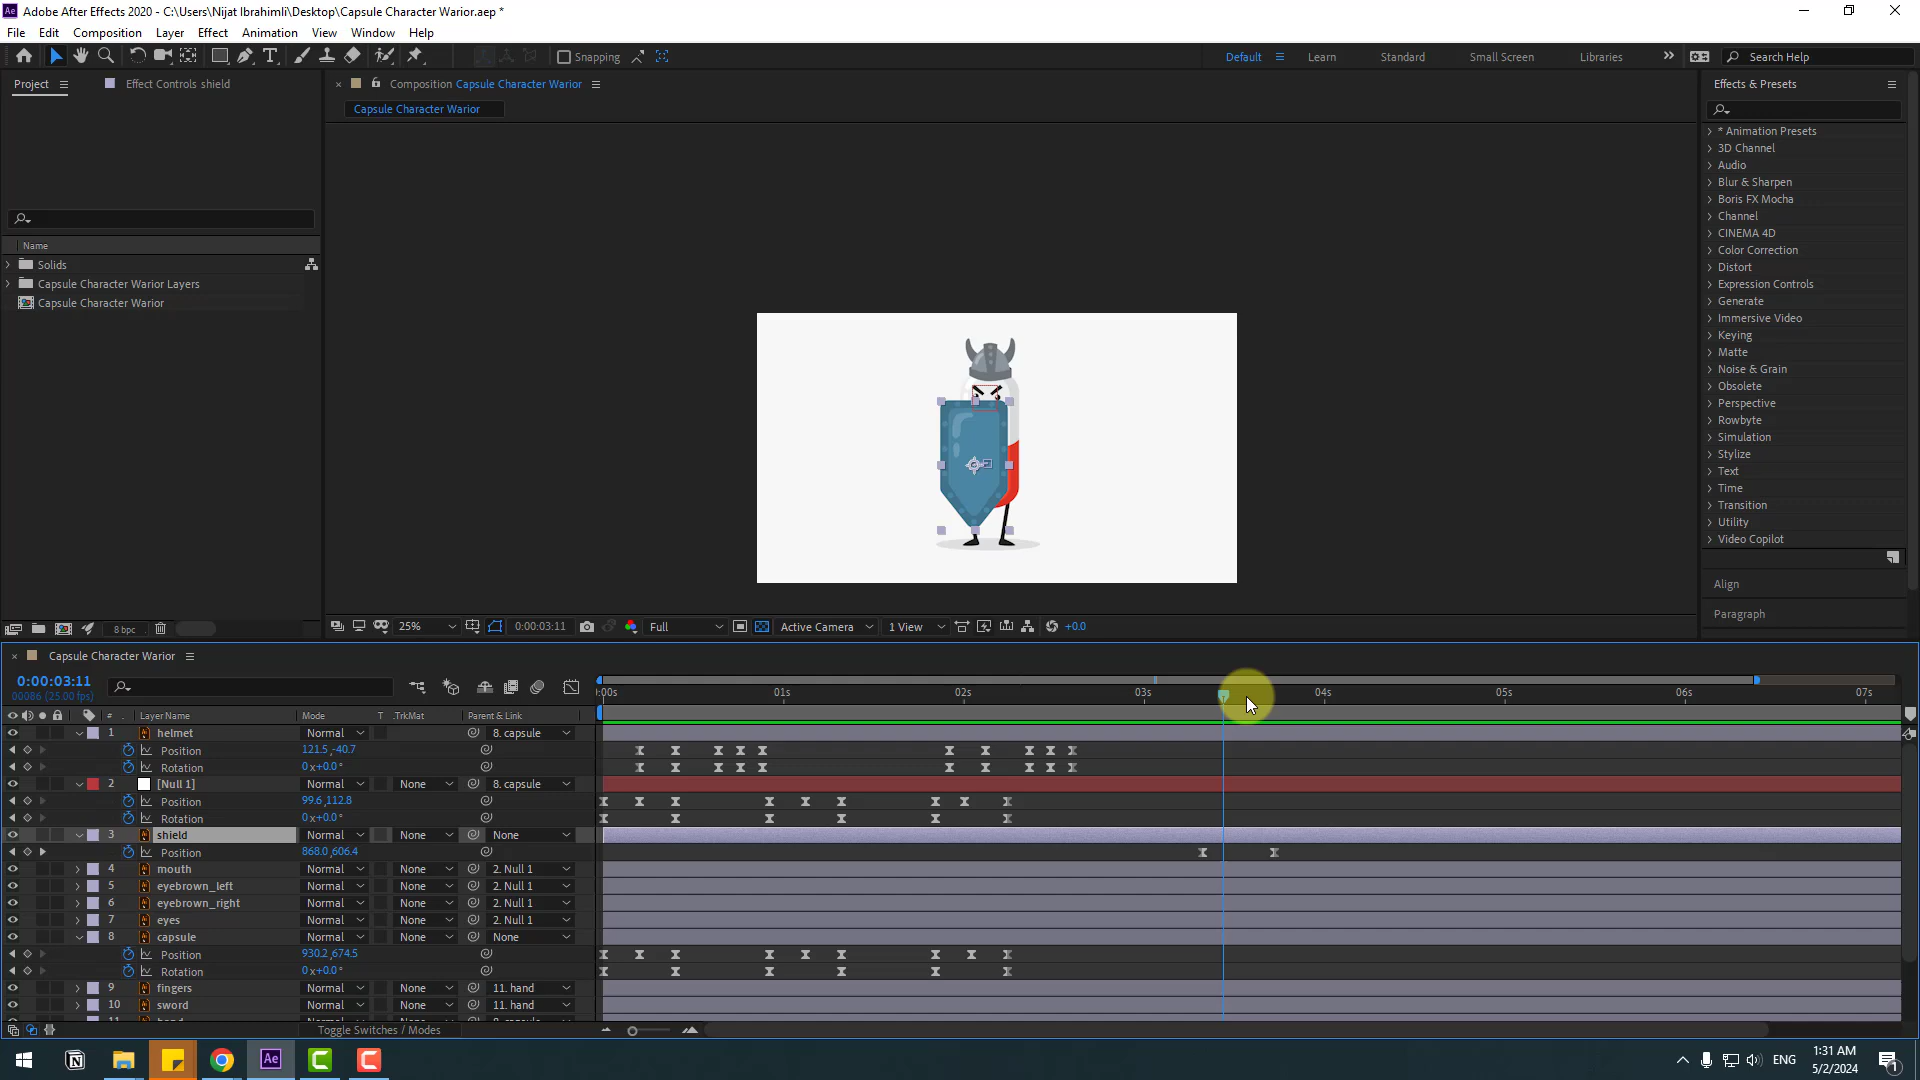 Adobe After Effects 2020 - C:\Users\Nijat Ibrahimli\Desktop\Capsule Character Warior.aep *
File Edit Composition Layer Effect Animation View Window Help
Snapping
Default Learn Standard Small Screen Libraries Search Help
Project Effect Controls shield
Composition Capsule Character Warior
Capsule Character Warior
Effects & Presets
* Animation Presets
3D Channel
Audio
Blur & Sharpen
Boris FX Mocha
Channel
CINEMA 4D
Color Correction
Distort
Expression Controls
Generate
Immersive Video
Keying
Matte
Noise & Grain
Obsolete
Perspective
Rowbyte
Simulation
Stylize
Text
Time
Transition
Utility
Video Copilot
Align
Paragraph
Name
Solids
Capsule Character Warior Layers
Capsule Character Warior
8 bpc
25% 0:00:03:11 Full Active Camera 1 View +0.0
Capsule Character Warior
0:00:03:11
00086 (25.00 fps)
:00s 01s 02s 03s 04s 05s 06s 07s
# Layer Name Mode T .TrkMat Parent & Link
1 helmet Normal 8. capsule
Position 121.5,-40.7
Rotation 0x+0.0°
2 [Null 1] Normal None 8. capsule
Position 99.6,112.8
Rotation 0x+0.0°
3 shield Normal None None
Position 868.0,606.4
4 mouth Normal None 2. Null 1
5 eyebrown_left Normal None 2. Null 1
6 eyebrown_right Normal None 2. Null 1
7 eyes Normal None 2. Null 1
8 capsule Normal None None
Position 930.2,674.5
Rotation 0x+0.0°
9 fingers Normal None 11. hand
10 sword Normal None 11. hand
Toggle Switches / Modes
ENG
1:31 AM
5/2/2024